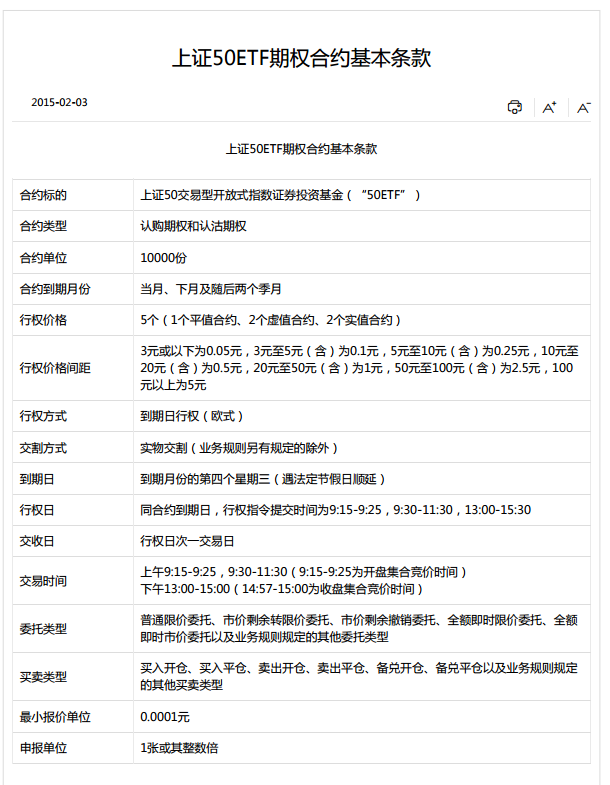 上证50ETF期权合约基本条款
2015-02-03
A+
A-
上证50ETF期权合约基本条款
合约标的 上证50交易型开放式指数证券投资基金（“50ETF”）
合约类型 认购期权和认沽期权
合约单位 10000份
合约到期月份 当月、下月及随后两个季月
行权价格 5个（1个平值合约、2个虚值合约、2个实值合约）
行权价格间距 3元或以下为0.05元，3元至5元（含）为0.1元，5元至10元（含）为0.25元，10元至
20元（含）为0.5元，20元至50元（含）为1元，50元至100元（含）为2.5元，100
元以上为5元
行权方式 到期日行权（欧式）
交割方式 实物交割（业务规则另有规定的除外）
到期日 到期月份的第四个星期三（遇法定节假日顺延）
行权日 同合约到期日，行权指令提交时间为9:15-9:25，9:30-11:30，13:00-15:30
交收日 行权日次一交易日
交易时间 上午9:15-9:25，9:30-11:30（9:15-9:25为开盘集合竞价时间）
下午13:00-15:00（14:57-15:00为收盘集合竞价时间）
委托类型 普通限价委托、市价剩余转限价委托、市价剩余撤销委托、全额即时限价委托、全额
即时市价委托以及业务规则规定的其他委托类型
买卖类型 买入开仓、买入平仓、卖出开仓、卖出平仓、备兑开仓、备兑平仓以及业务规则规定
的其他买卖类型
最小报价单位 0.0001元
申报单位 1张或其整数倍